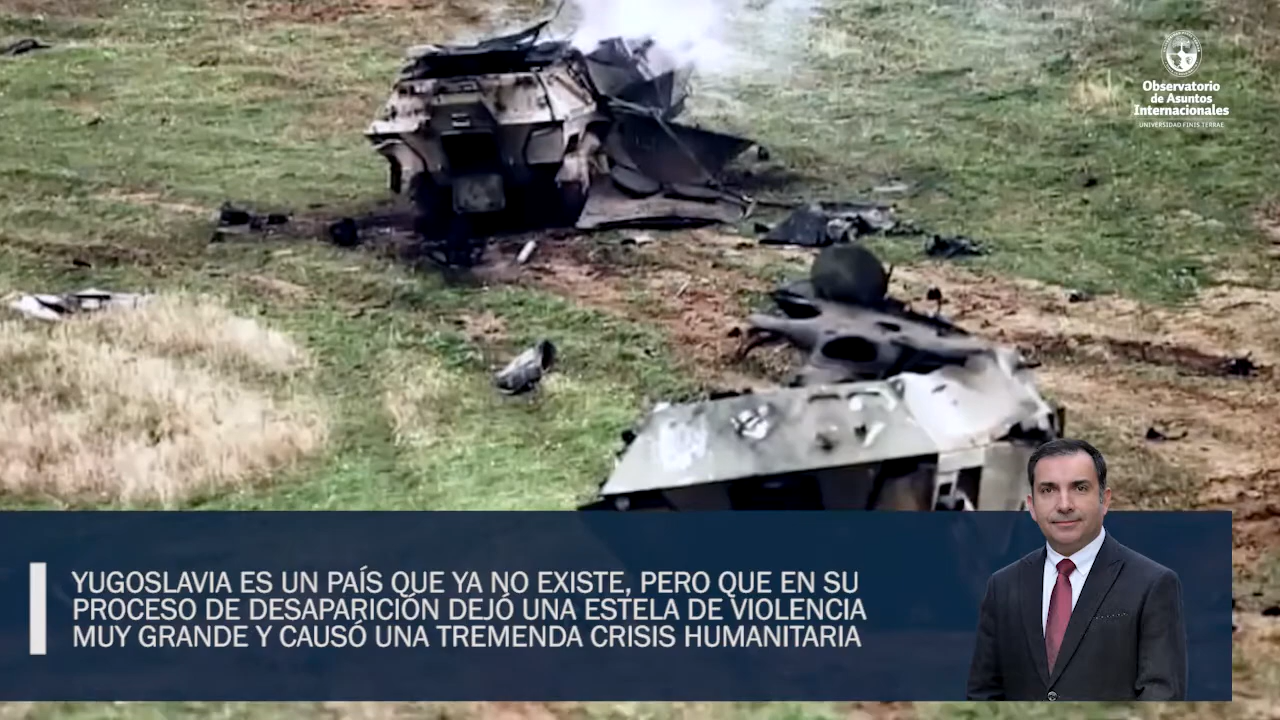 Observatorio
de Asuntos
Internacionales
UNIVERSIDAD FINIS TERRAE
YUGOSLAVIA ES UN PAÍS QUE YA NO EXISTE, PERO QUE EN SU
PROCESO DE DESAPARICIÓN DEJÓ UNA ESTELA DE VIOLENCIA
MUY GRANDE Y CAUSÓ UNA TREMENDA CRISIS HUMANITARIA